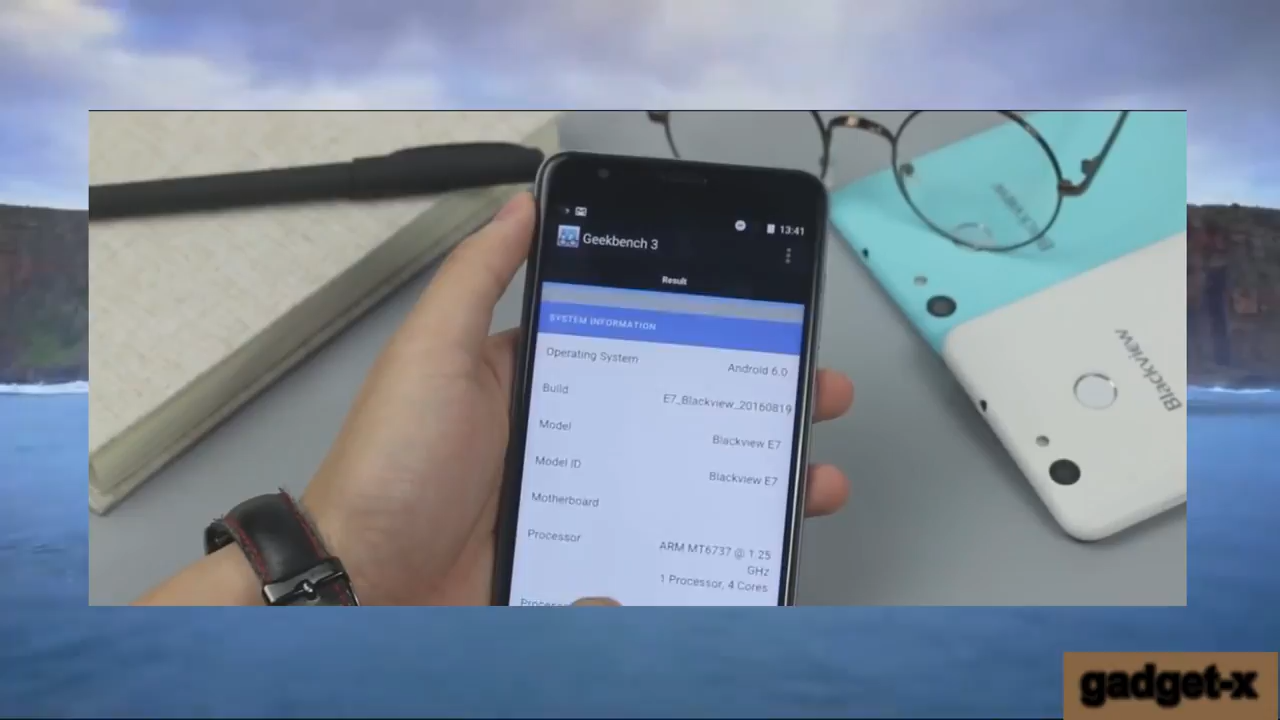 13:41
Geekbench 3
Result
SYSTEM INFORMATION
Operating System
Android 6.0
Build
E7_Blackview_20160819
Model
Blackview E7
Model ID
Blackview E7
Motherboard
Processor
ARM MT6737 @ 1.25
GHz
1 Processor, 4 Cores
Blackview
gadget-x